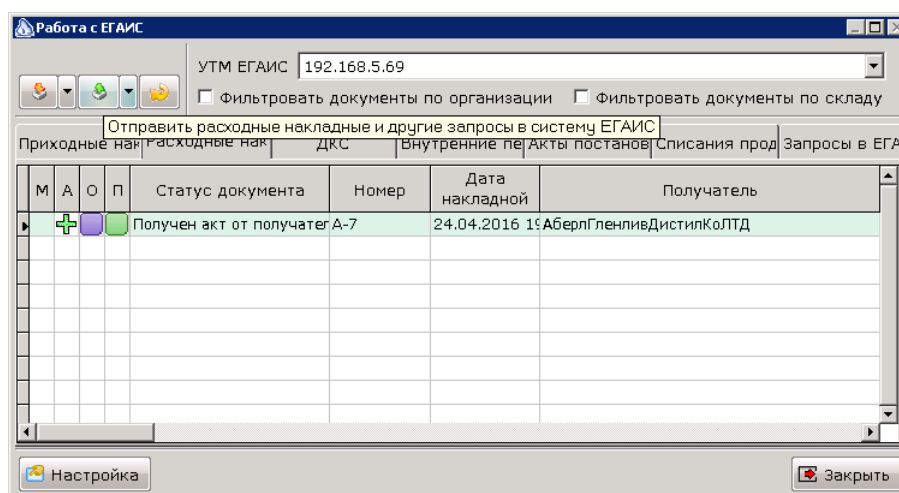 Работа с ЕГАИС
УТМ ЕГАИС 192.168.5.69
Фильтровать документы по организации Фильтровать документы по складу
Отправить расходные накладные и другие запросы в систему ЕГАИС
Приходные нак Расходные нак ДКС Внутренние пе Акты постанов Списания прод Запросы в ЕГА
М А О П Статус документа Номер Дата накладной Получатель
Получен акт от получател А-7 24.04.2016 19 АберлГленливДистилКоЛТД
Настройка Закрыть